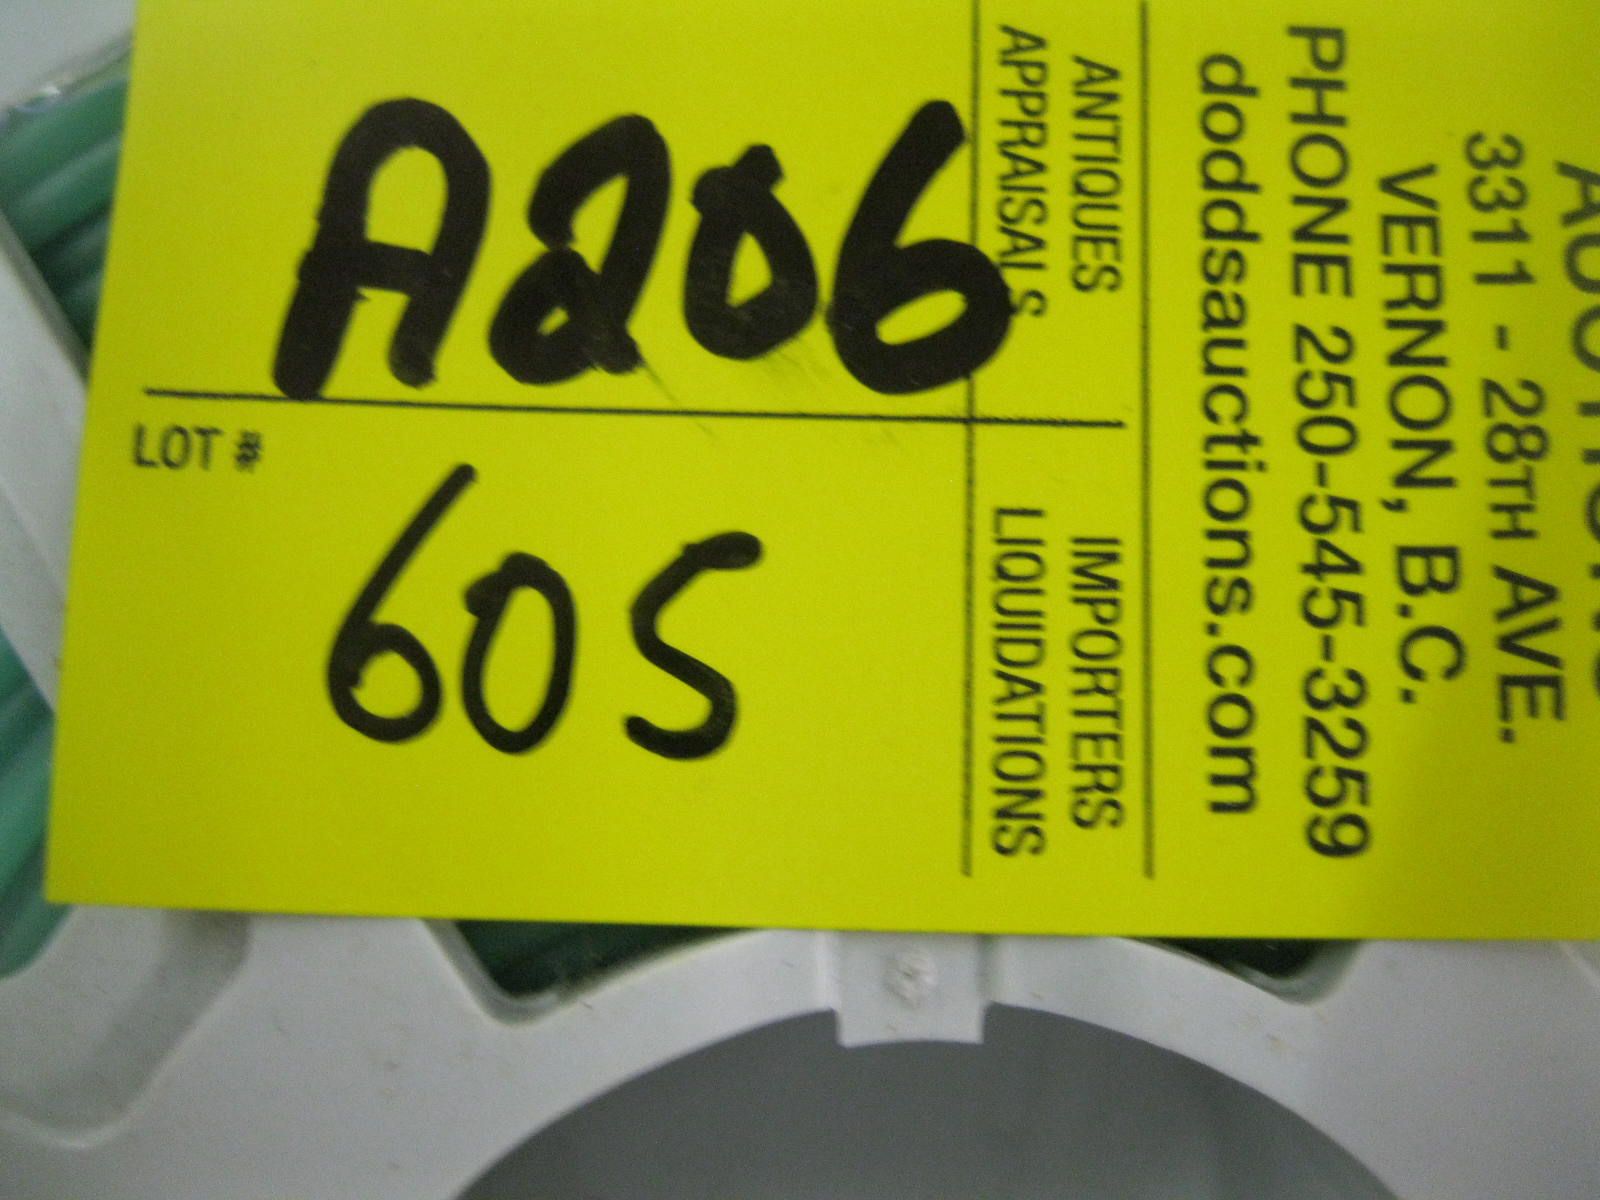 A206
LOT #
605
ANTIQUES
APPRAISALS
IMPORTERS
LIQUIDATIONS
3311 - 28TH AVE.
VERNON, B.C.
PHONE 250-545-3259
doddsauctions.com